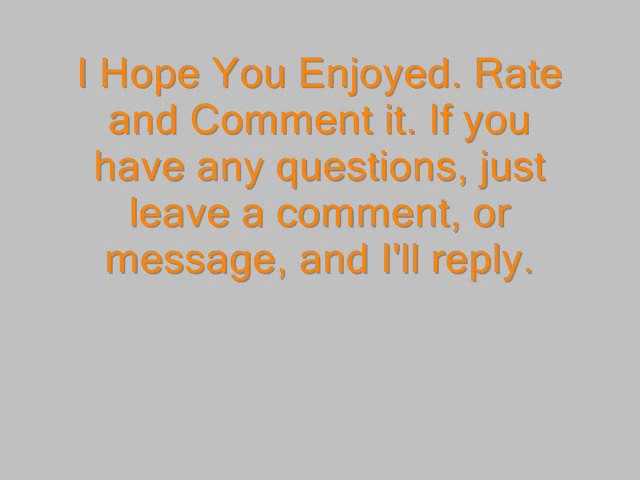 I Hope You Enjoyed. Rate
and Comment it. If you
have any questions, just
leave a comment, or
message, and I'll reply.